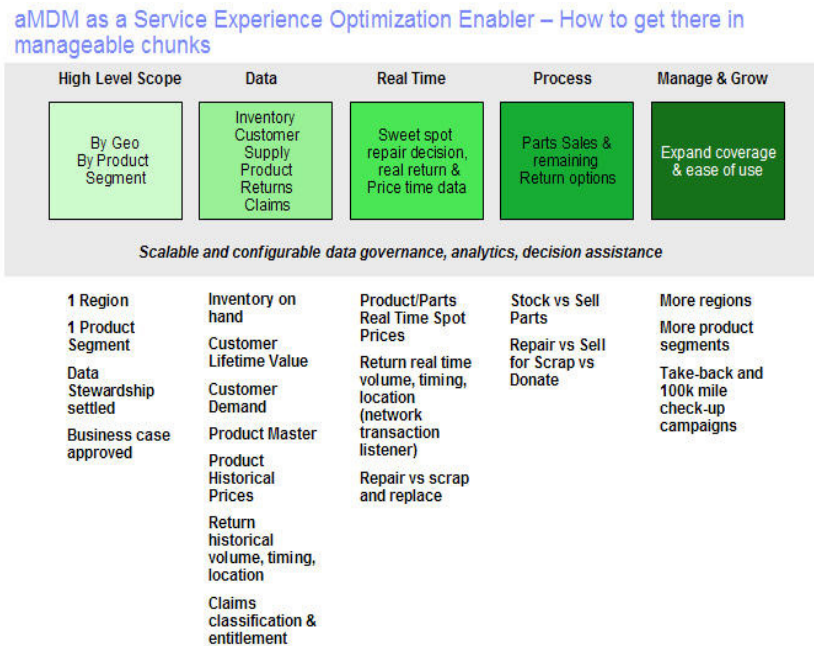 aMDM as a Service Experience Optimization Enabler – How to get there in
manageable chunks
High Level Scope
Data
Real Time
Process
Manage & Grow
By Geo
By Product
Segment
Inventory
Customer
Supply
Product
Returns
Claims
Sweet spot
repair decision,
real return &
Price time data
Parts Sales &
remaining
Return options
Expand coverage
& ease of use
Scalable and configurable data governance, analytics, decision assistance
1 Region
1 Product
Segment
Data
Stewardship
settled
Business case
approved
Inventory on
hand
Customer
Lifetime Value
Customer
Demand
Product Master
Product
Historical
Prices
Return
historical
volume, timing,
location
Claims
classification &
entitlement
Product/Parts
Real Time Spot
Prices
Return real time
volume, timing,
location
(network
transaction
listener)
Repair vs scrap
and replace
Stock vs Sell
Parts
Repair vs Sell
for Scrap vs
Donate
More regions
More product
segments
Take-back and
100k mile
check-up
campaigns